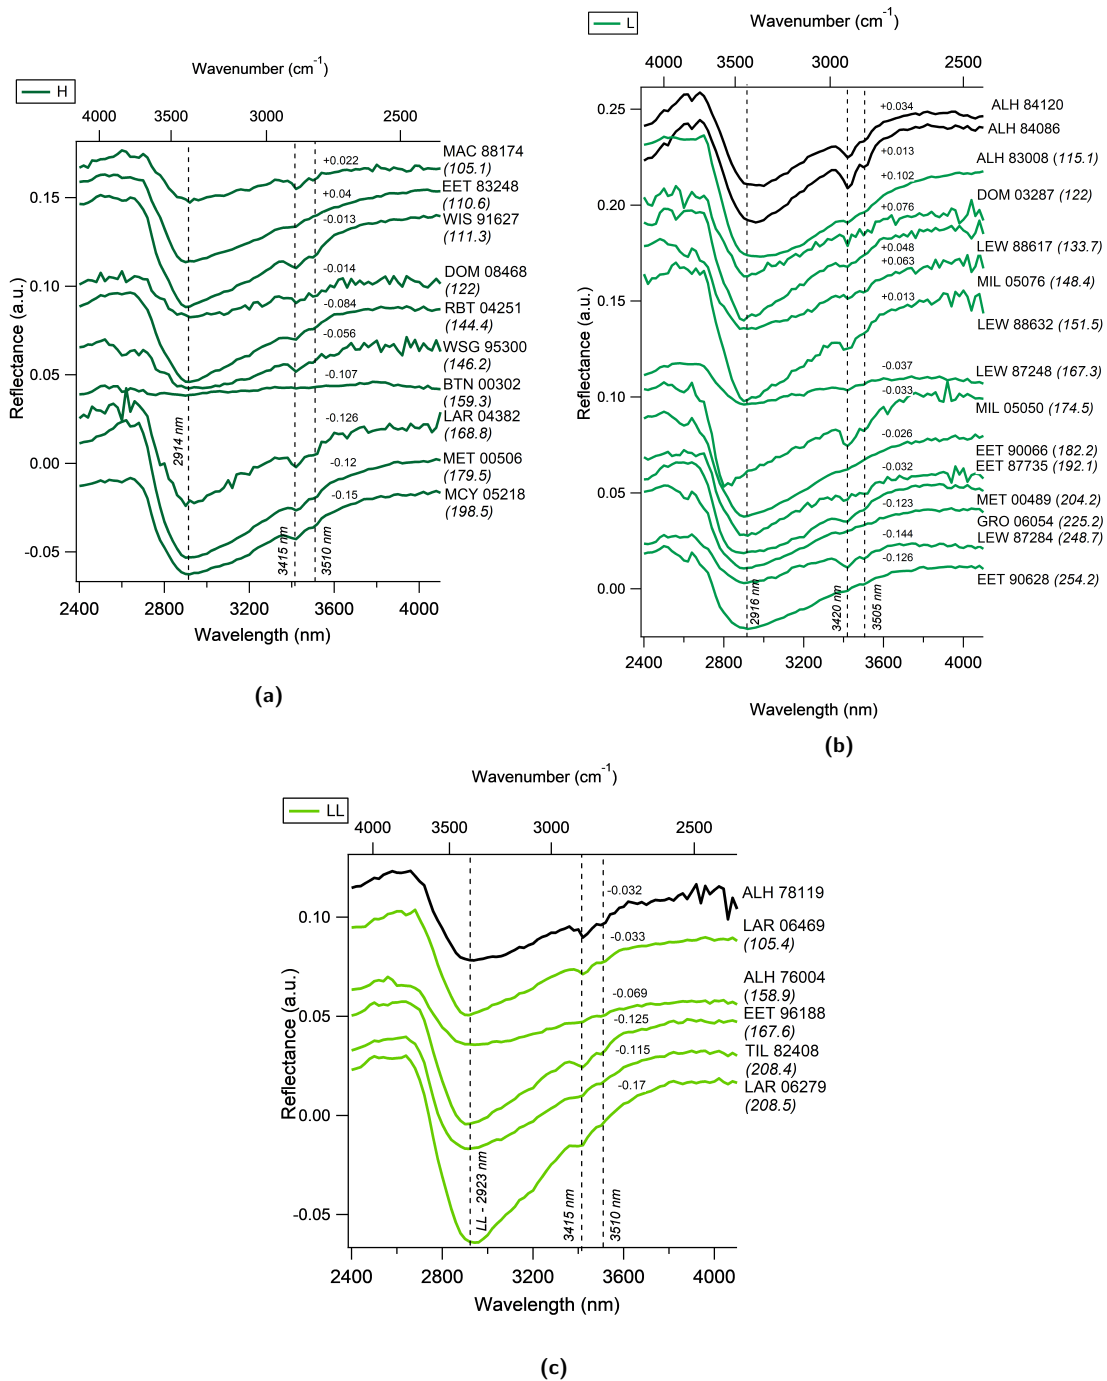 Wavenumber (cm-1)
H
4000 3500 3000 2500
Reflectance (a.u.)
0.15
0.10
0.05
0.00
-0.05
+0.022
+0.04
-0.013
-0.014
-0.084
-0.056
-0.107
-0.126
-0.12
-0.15
MAC 88174
(105.1)
EET 83248
(110.6)
WIS 91627
(111.3)
DOM 08468
(122)
RBT 04251
(144.4)
WSG 95300
(146.2)
BTN 00302
(159.3)
LAR 04382
(168.8)
MET 00506
(179.5)
MCY 05218
(198.5)
2914 nm
3415 nm
3510 nm
2400 2800 3200 3600 4000
Wavelength (nm)
(a)
Wavenumber (cm-1)
L
4000 3500 3000 2500
Reflectance (a.u.)
0.25
0.20
0.15
0.10
0.05
0.00
+0.034
+0.013
+0.102
+0.076
+0.048
+0.063
+0.013
-0.037
-0.033
-0.026
-0.032
-0.123
-0.144
-0.126
ALH 84120
ALH 84086
ALH 83008 (115.1)
DOM 03287 (122)
LEW 88617 (133.7)
MIL 05076 (148.4)
LEW 88632 (151.5)
LEW 87248 (167.3)
MIL 05050 (174.5)
EET 90066 (182.2)
EET 87735 (192.1)
MET 00489 (204.2)
GRO 06054 (225.2)
LEW 87284 (248.7)
EET 90628 (254.2)
2916 nm
3420 nm
3505 nm
2400 2800 3200 3600 4000
Wavelength (nm)
(b)
Wavenumber (cm-1)
LL
4000 3500 3000 2500
Reflectance (a.u.)
0.10
0.05
0.00
-0.05
-0.032
-0.033
-0.069
-0.125
-0.115
-0.17
ALH 78119
LAR 06469
(105.4)
ALH 76004
(158.9)
EET 96188
(167.6)
TIL 82408
(208.4)
LAR 06279
(208.5)
LL - 2923 nm
3415 nm
3510 nm
2400 2800 3200 3600 4000
Wavelength (nm)
(c)